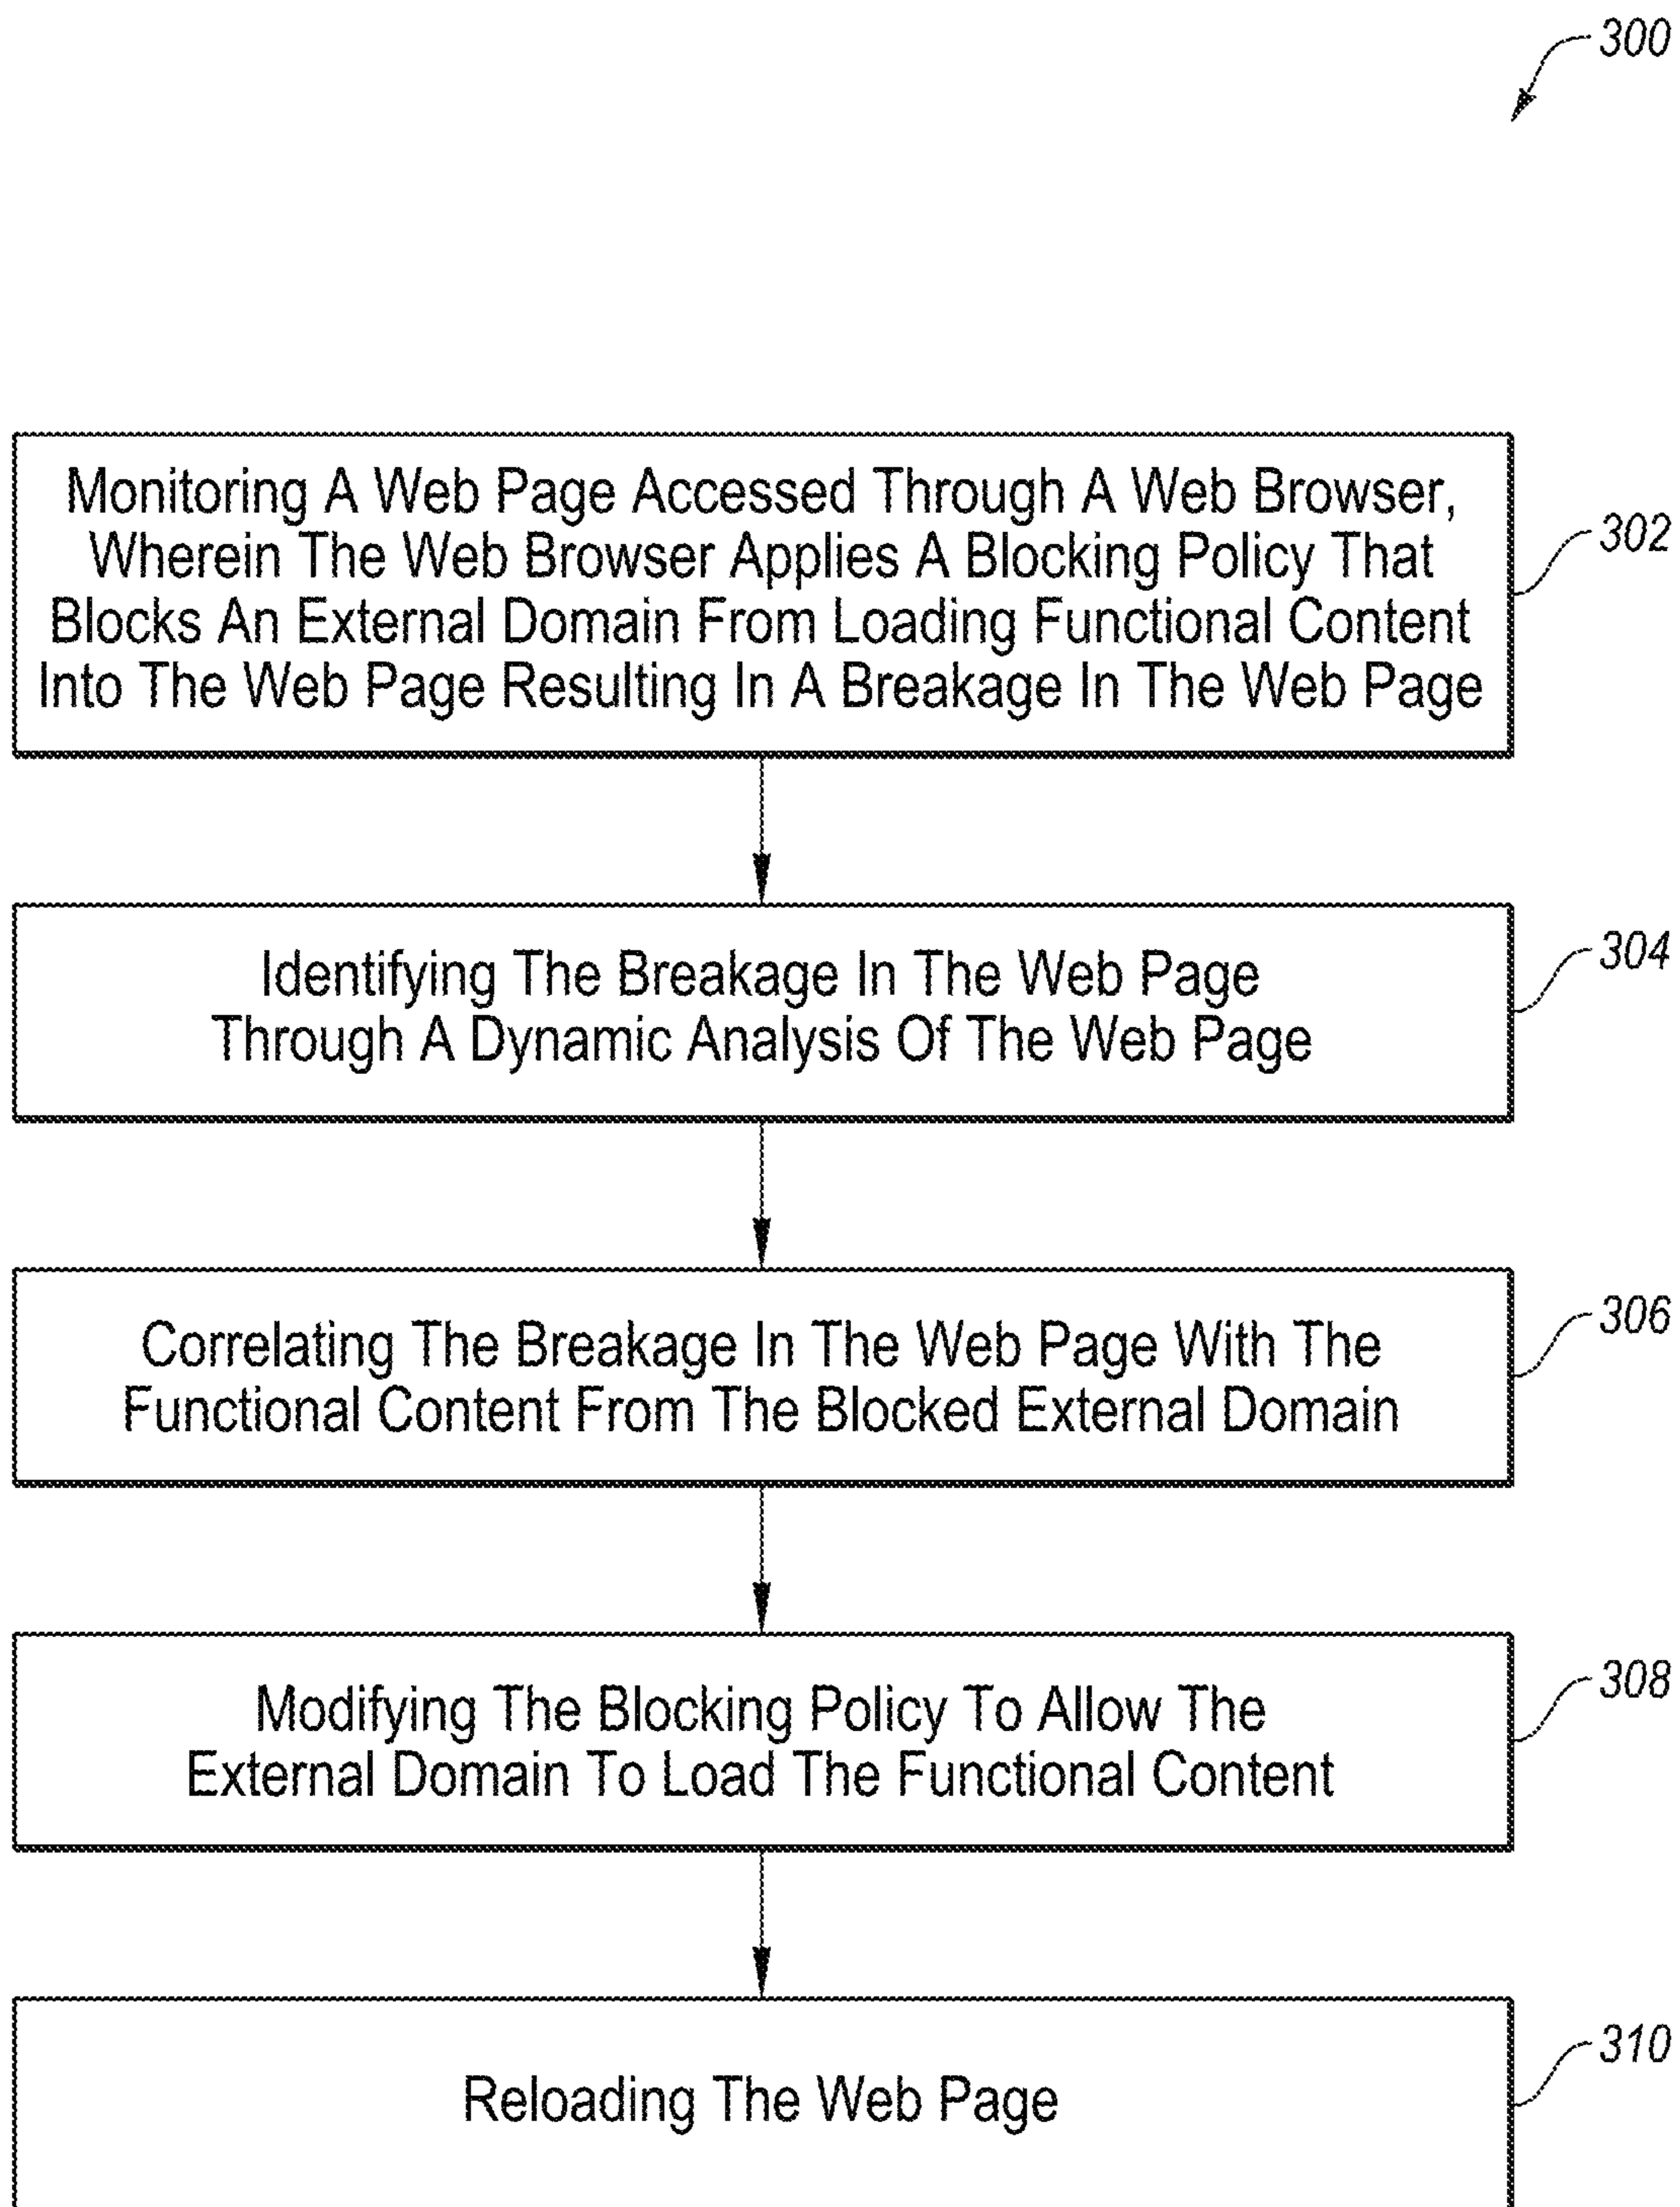 300
Monitoring A Web Page Accessed Through A Web Browser,
Wherein The Web Browser Applies A Blocking Policy That
Blocks An External Domain From Loading Functional Content
Into The Web Page Resulting In A Breakage In The Web Page
302
Identifying The Breakage In The Web Page
Through A Dynamic Analysis Of The Web Page
304
Correlating The Breakage In The Web Page With The
Functional Content From The Blocked External Domain
306
Modifying The Blocking Policy To Allow The
External Domain To Load The Functional Content
308
Reloading The Web Page
310